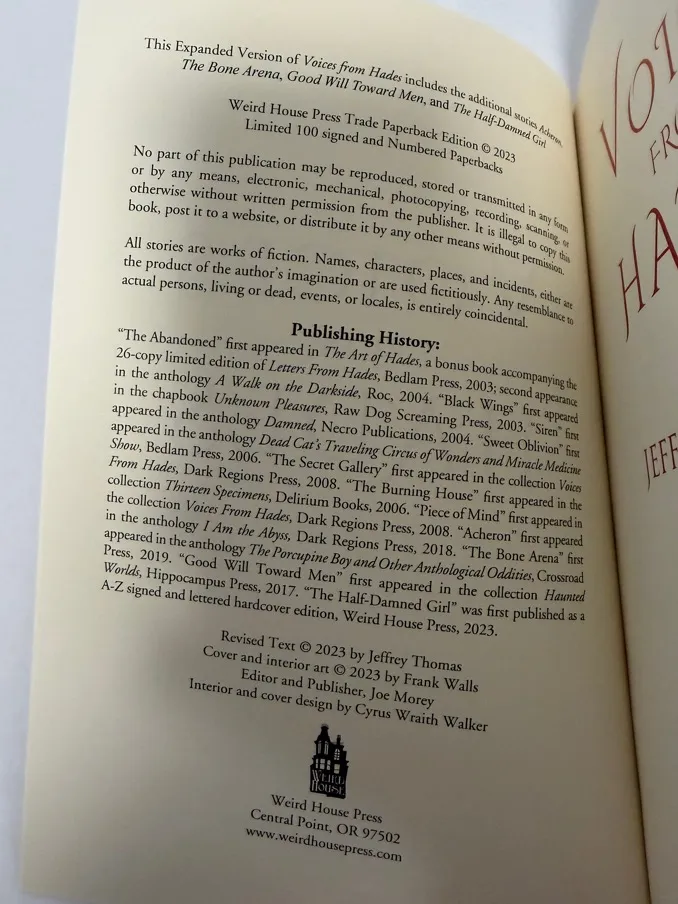 This Expanded Version of Voices from Hades includes the additional stories Acheron,
The Bone Arena, Good Will Toward Men, and The Half-Damned Girl
Weird House Press Trade Paperback Edition © 2023
Limited 100 signed and Numbered Paperbacks
No part of this publication may be reproduced, stored or transmitted in any form
or by any means, electronic, mechanical, photocopying, recording, scanning, or
otherwise without written permission from the publisher. It is illegal to copy this
book, post it to a website, or distribute it by any other means without permission.
All stories are works of fiction. Names, characters, places, and incidents, either are
the product of the author's imagination or are used fictitiously. Any resemblance to
actual persons, living or dead, events, or locales, is entirely coincidental.
Publishing History:
“The Abandoned” first appeared in The Art of Hades, a bonus book accompanying the
26-copy limited edition of Letters From Hades, Bedlam Press, 2003; second appearance
in the anthology A Walk on the Darkside, Roc, 2004. “Black Wings” first appeared
in the chapbook Unknown Pleasures, Raw Dog Screaming Press, 2003. “Siren” first
appeared in the anthology Damned, Necro Publications, 2004. “Sweet Oblivion” first
appeared in the anthology Dead Cat's Traveling Circus of Wonders and Miracle Medicine
Show, Bedlam Press, 2006. “The Secret Gallery” first appeared in the collection Voices
From Hades, Dark Regions Press, 2008. “The Burning House” first appeared in the
collection Thirteen Specimens, Delirium Books, 2006. “Piece of Mind” first appeared in
the collection Voices From Hades, Dark Regions Press, 2008. “Acheron” first appeared
in the anthology I Am the Abyss, Dark Regions Press, 2018. “The Bone Arena” first
appeared in the anthology The Porcupine Boy and Other Anthological Oddities, Crossroad
Press, 2019. “Good Will Toward Men” first appeared in the collection Haunted
Worlds, Hippocampus Press, 2017. “The Half-Damned Girl” was first published as a
A-Z signed and lettered hardcover edition, Weird House Press, 2023.
Revised Text © 2023 by Jeffrey Thomas
Cover and interior art © 2023 by Frank Walls
Editor and Publisher, Joe Morey
Interior and cover design by Cyrus Wraith Walker
WEIRD
HOUSE
Weird House Press
Central Point, OR 97502
www.weirdhousepress.com
VOI
FRO
HA
JEFF